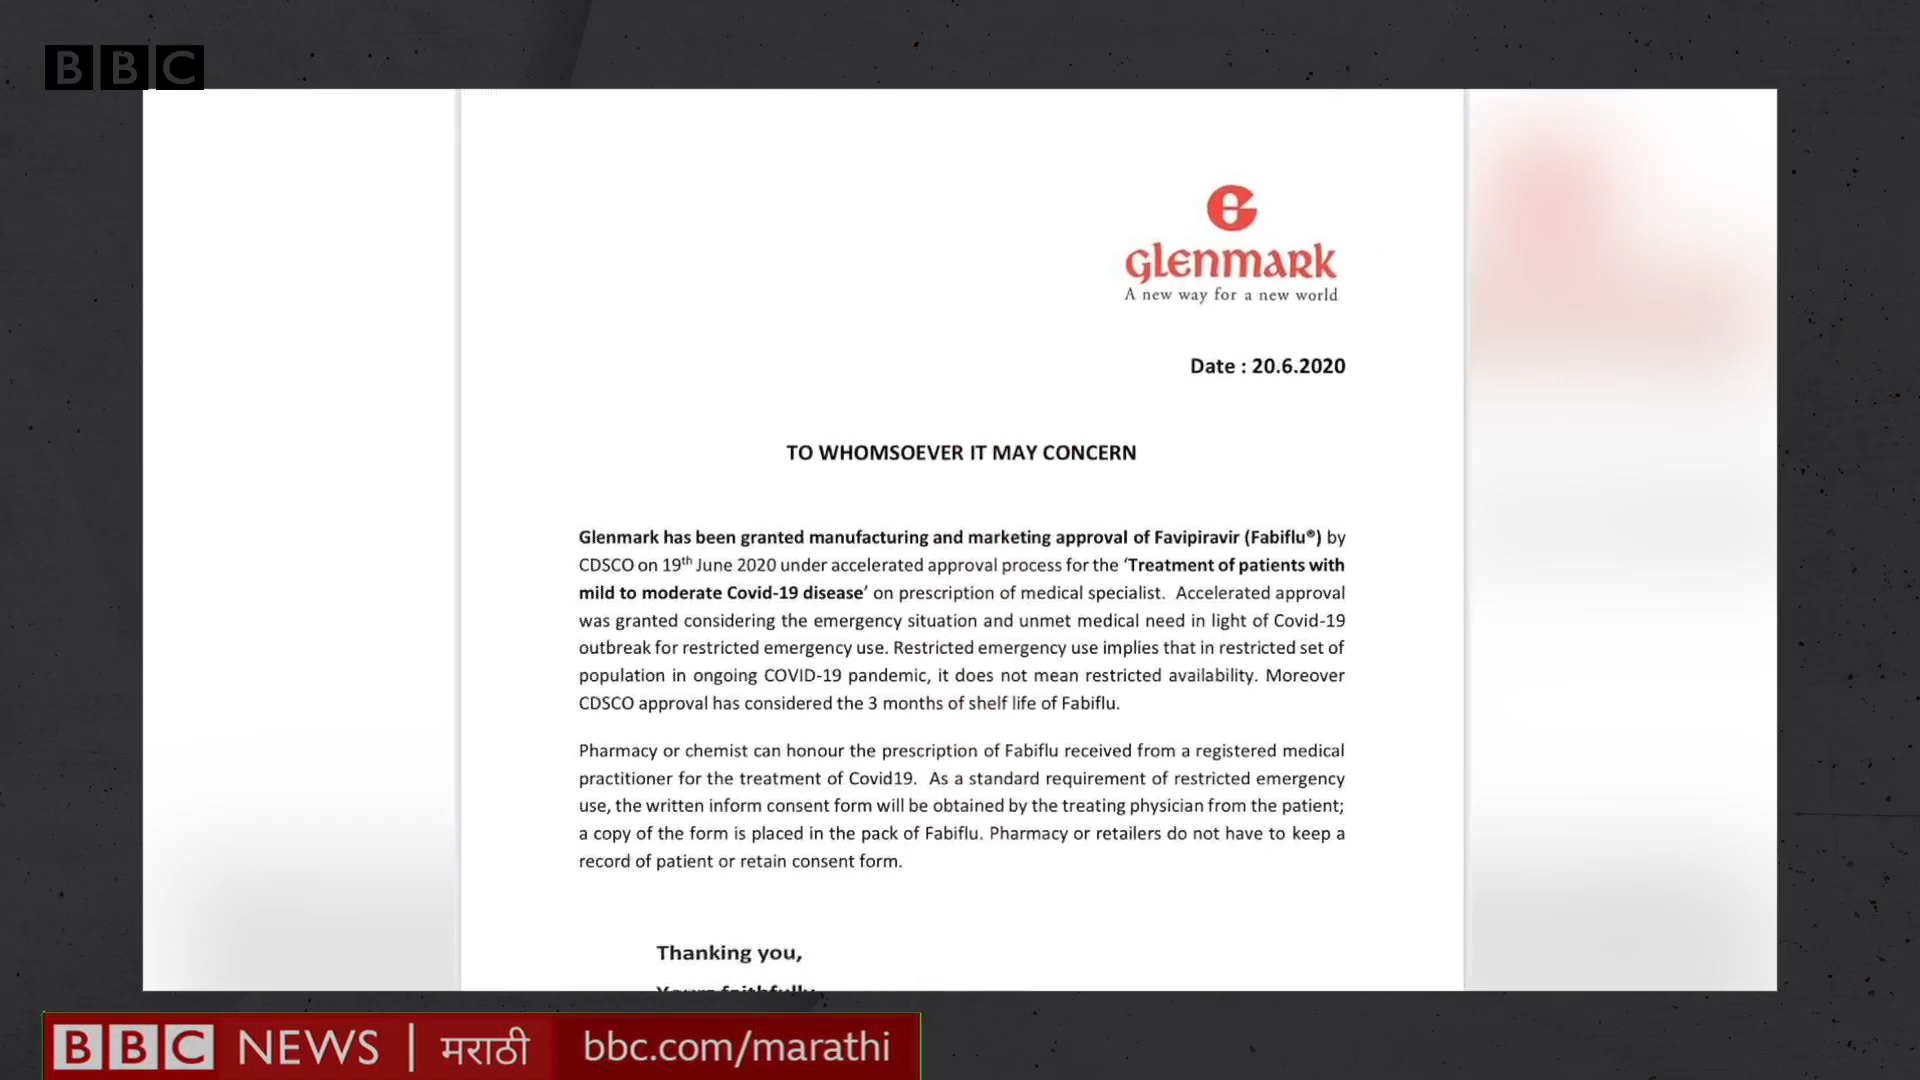 BBC
glenmark
A new way for a new world
Date : 20.6.2020
TO WHOMSOEVER IT MAY CONCERN
Glenmark has been granted manufacturing and marketing approval of Favipiravir (Fabiflu®) by
CDSCO on 19th June 2020 under accelerated approval process for the ‘Treatment of patients with
mild to moderate Covid-19 disease’ on prescription of medical specialist. Accelerated approval
was granted considering the emergency situation and unmet medical need in light of Covid-19
outbreak for restricted emergency use. Restricted emergency use implies that in restricted set of
population in ongoing COVID-19 pandemic, it does not mean restricted availability. Moreover
CDSCO approval has considered the 3 months of shelf life of Fabiflu.
Pharmacy or chemist can honour the prescription of Fabiflu received from a registered medical
practitioner for the treatment of Covid19. As a standard requirement of restricted emergency
use, the written inform consent form will be obtained by the treating physician from the patient;
a copy of the form is placed in the pack of Fabiflu. Pharmacy or retailers do not have to keep a
record of patient or retain consent form.
Thanking you,
Yours faithfully,
BBC NEWS | मराठी bbc.com/marathi